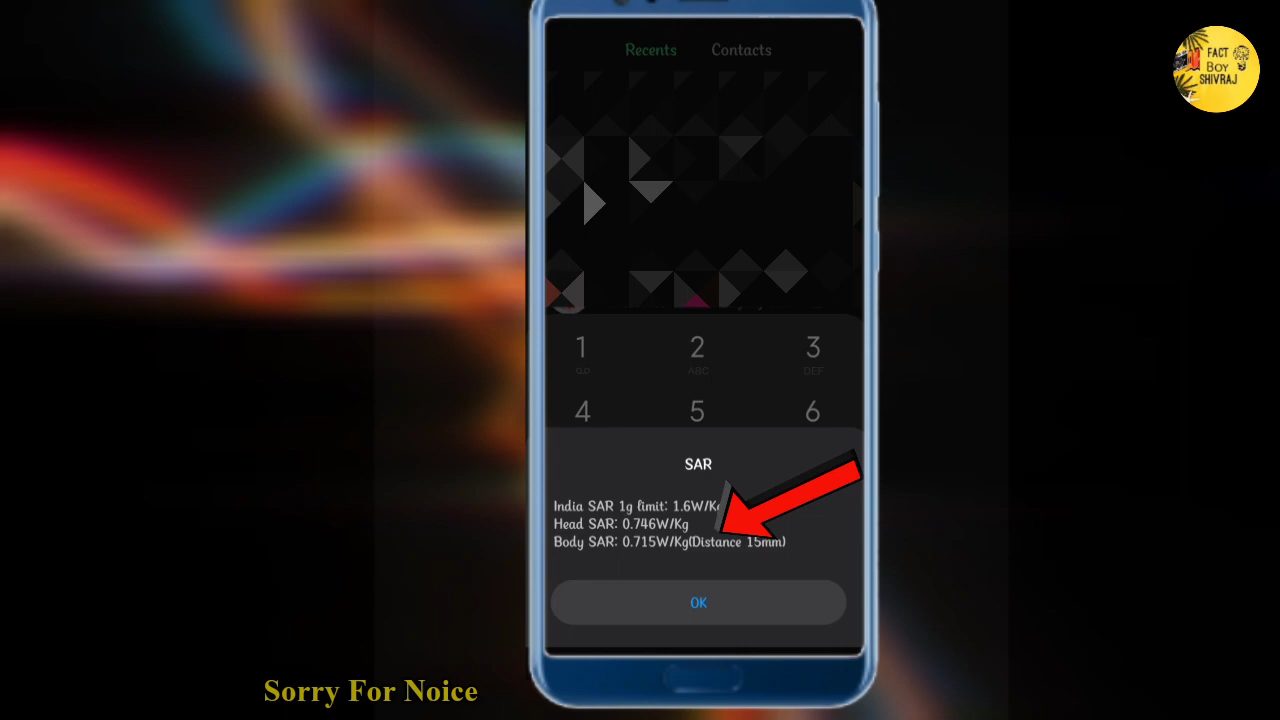 Recents Contacts
FACT
BOY
SHIVRAJ
1 2 3
ABC DEF
4 5 6
SAR
India SAR 1g limit: 1.6W/Kg
Head SAR: 0.746W/Kg
Body SAR: 0.715W/Kg(Distance 15mm)
OK
Sorry For Noice